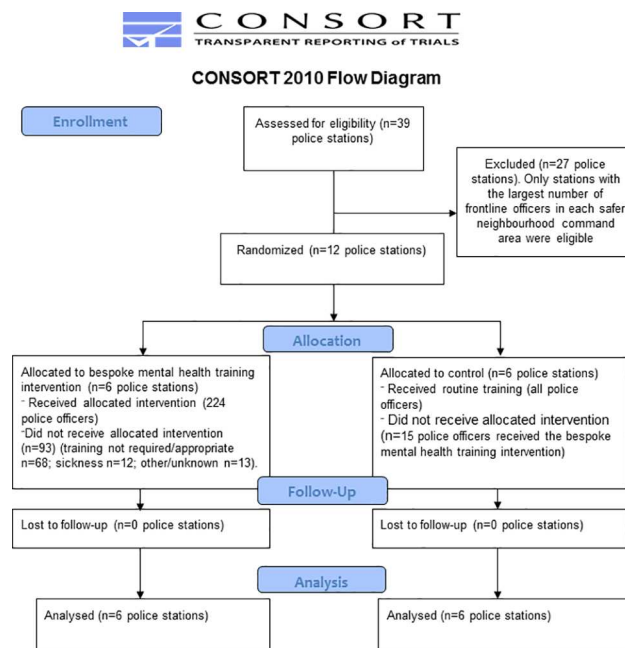 CONSORT
TRANSPARENT REPORTING of TRIALS
CONSORT 2010 Flow Diagram
Enrollment
Assessed for eligibility (n=39
police stations)
Excluded (n=27 police
stations). Only stations with
the largest number of
frontline officers in each safer
neighbourhood command
area were eligible
Randomized (n=12 police stations)
Allocation
Allocated to bespoke mental health training
intervention (n=6 police stations)
- Received allocated intervention (224
police officers)
-Did not receive allocated intervention
(n=93) (training not required/appropriate
n=68; sickness n=12; other/unknown n=13).
Allocated to control (n=6 police stations)
- Received routine training (all police
officers)
- Did not receive allocated intervention
(n=15 police officers received the bespoke
mental health training intervention)
Follow-Up
Lost to follow-up (n=0 police stations)
Lost to follow-up (n=0 police stations)
Analysis
Analysed (n=6 police stations)
Analysed (n=6 police stations)